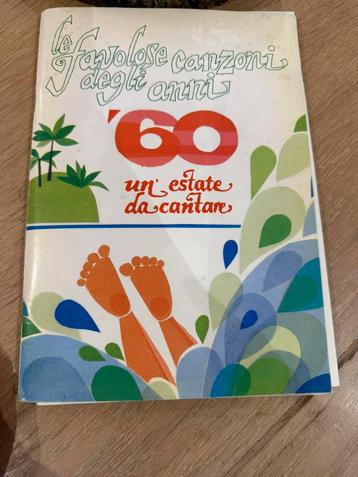 le
favolose canzoni
degli anni
'60
un' estate
da cantare